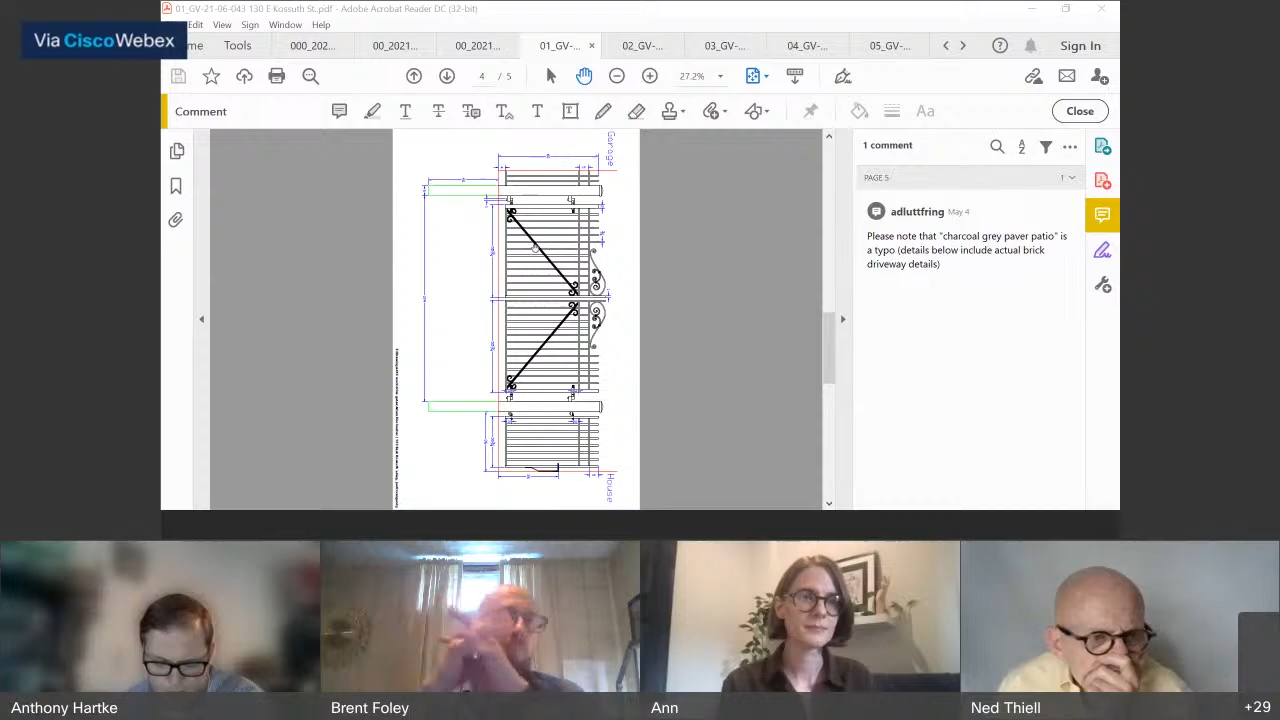 01_GV-21-06-043 130 E Kossuth St..pdf - Adobe Acrobat Reader DC (32-bit)
Via Cisco Webex
Edit View Sign Window Help
me Tools 000_202... 00_2021... 00_2021... 01_GV-... × 02_GV-... 03_GV-... 04_GV-... 05_GV-... Sign In
4 / 5 27.2%
Comment Aa Close
Garage
House
1 comment
PAGE 5 1
adluttfring May 4
Please note that "charcoal grey paver patio" is
a typo (details below include actual brick
driveway details)
Anthony Hartke Brent Foley Ann Ned Thiell +29